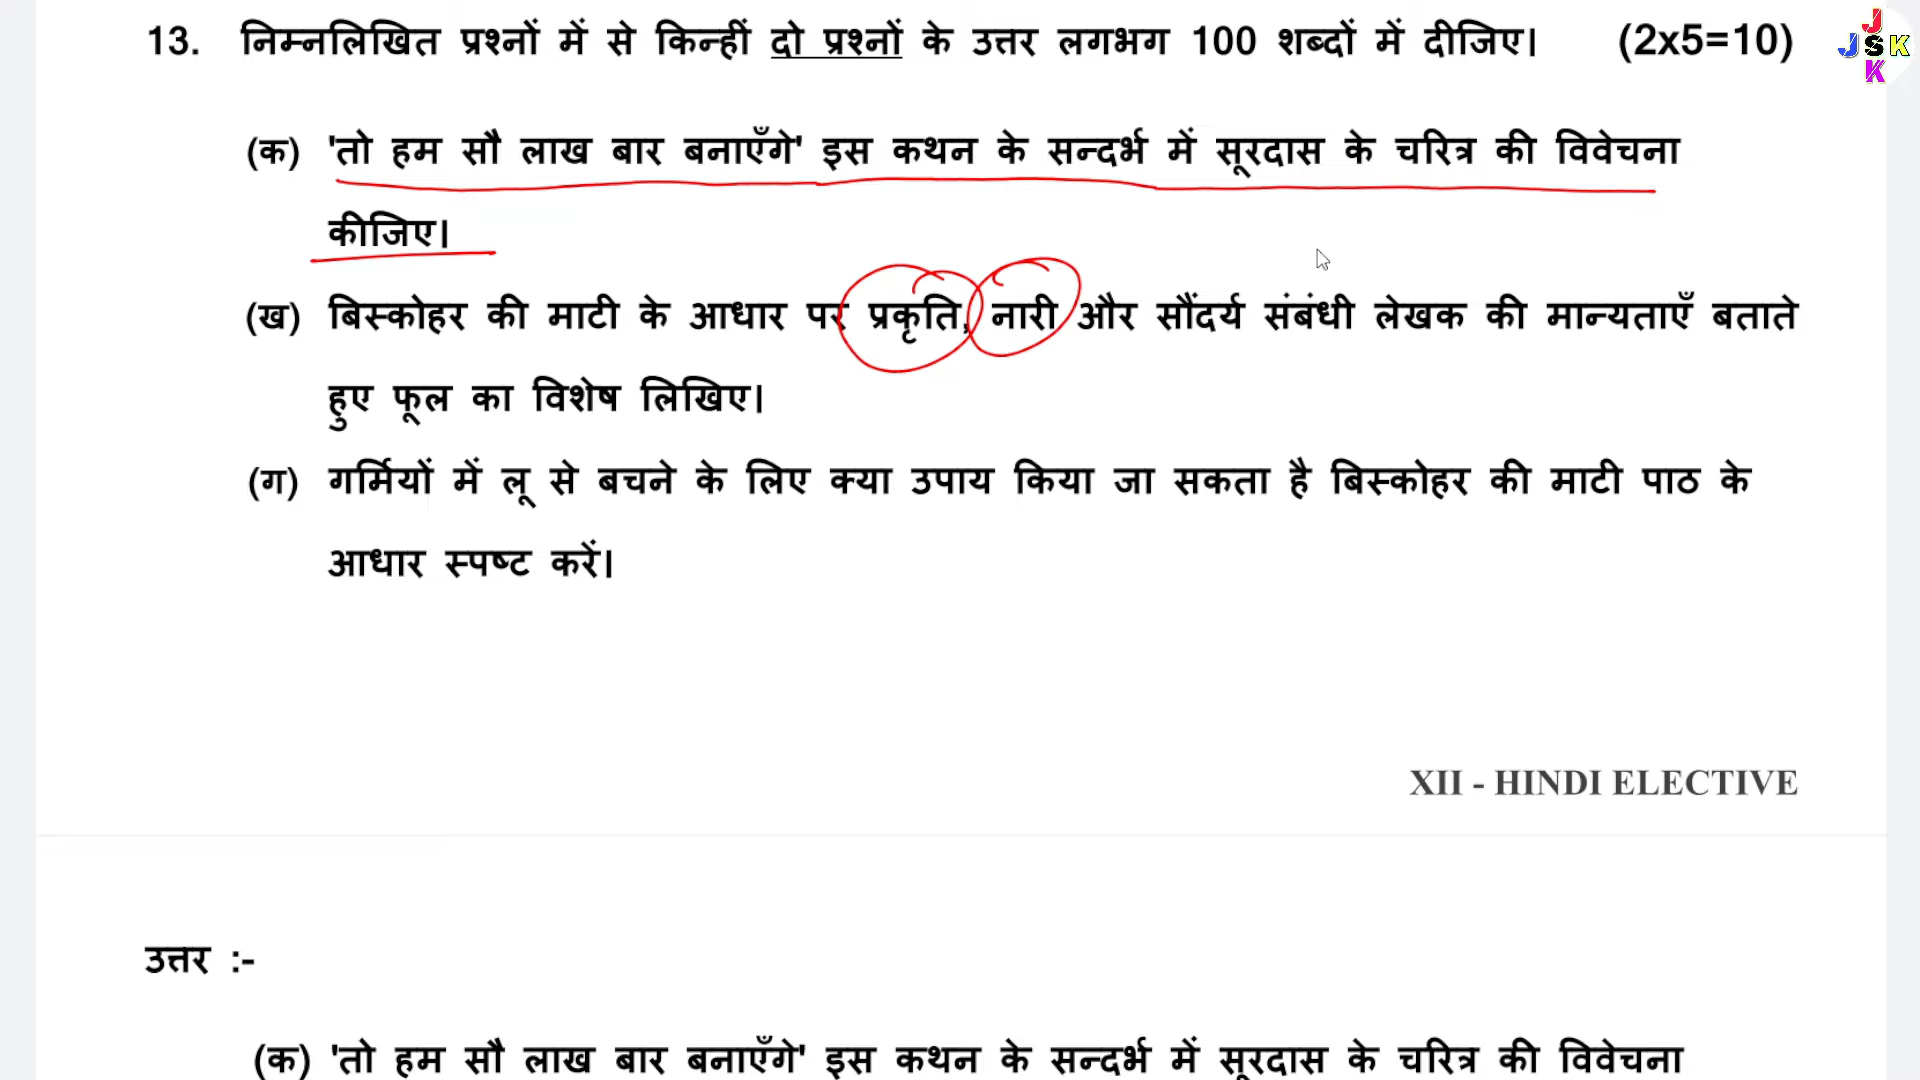 13. निम्नलिखित प्रश्नों में से किन्हीं दो प्रश्नों के उत्तर लगभग 100 शब्दों में दीजिए। (2x5=10)
J
J S K
K
(क) 'तो हम सौ लाख बार बनाएँगे' इस कथन के सन्दर्भ में सूरदास के चरित्र की विवेचना
कीजिए।
(ख) बिस्कोहर की माटी के आधार पर प्रकृति, नारी और सौंदर्य संबंधी लेखक की मान्यताएँ बताते
हुए फूल का विशेष लिखिए।
(ग) गर्मियों में लू से बचने के लिए क्या उपाय किया जा सकता है बिस्कोहर की माटी पाठ के
आधार स्पष्ट करें।
XII - HINDI ELECTIVE
उत्तर :-
(क) 'तो हम सौ लाख बार बनाएँगे' इस कथन के सन्दर्भ में सूरदास के चरित्र की विवेचना